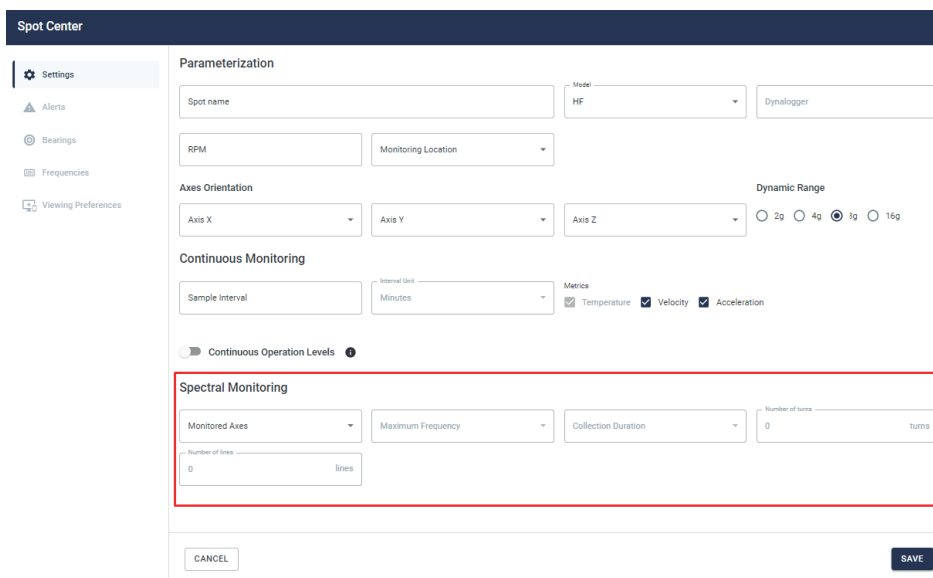 Spot Center
Settings
Alerts
Bearings
Frequencies
Viewing Preferences
Parameterization
Spot name
Model
HF
Dynalogger
RPM
Monitoring Location
Axes Orientation
Dynamic Range
Axis X
Axis Y
Axis Z
2g 4g 8g 16g
Continuous Monitoring
Sample Interval
Interval Unit
Minutes
Metrics
Temperature Velocity Acceleration
Continuous Operation Levels
Spectral Monitoring
Monitored Axes
Maximum Frequency
Collection Duration
Number of turns
0 turns
Number of lines
0 lines
CANCEL
SAVE